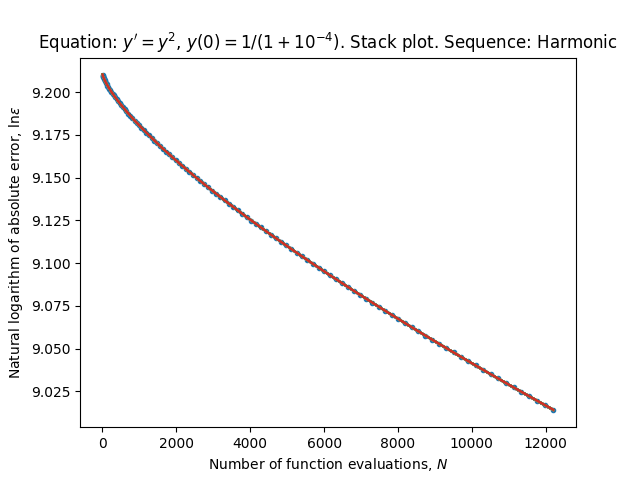 Equation: y′ = y², y(0) = 1/(1 + 10⁻⁴). Stack plot. Sequence: Harmonic
Natural logarithm of absolute error, lnε
9.200
9.175
9.150
9.125
9.100
9.075
9.050
9.025
0 2000 4000 6000 8000 10000 12000
Number of function evaluations, N